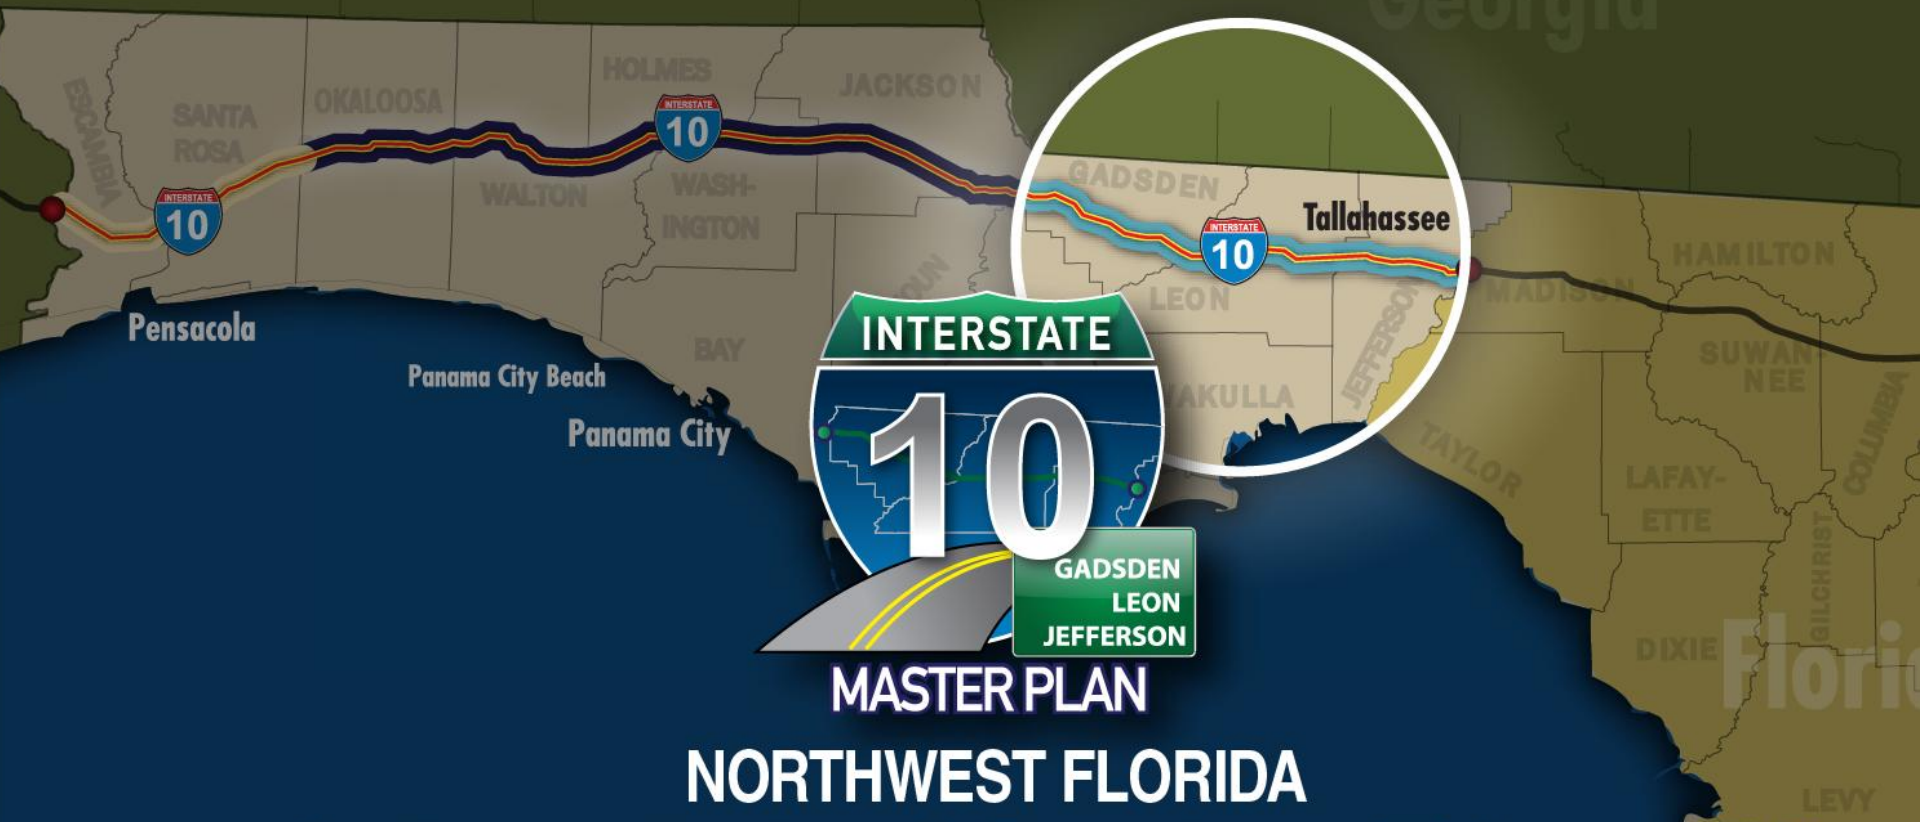 Georgia
HOLMES
JACKSON
ESCAMBIA
SANTA
ROSA
OKALOOSA
INTERSTATE
10
WALTON
WASH-
INGTON
GADSDEN
Tallahassee
INTERSTATE
10
INTERSTATE
10
HAMILTON
MADISON
LEON
JEFFERSON
Pensacola
Panama City Beach
BAY
Panama City
SUWAN-
NEE
COLUMBIA
TAYLOR
LAFAY-
ETTE
GILCHRIST
DIXIE
LEVY
INTERSTATE
10
GADSDEN
LEON
JEFFERSON
MASTER PLAN
NORTHWEST FLORIDA